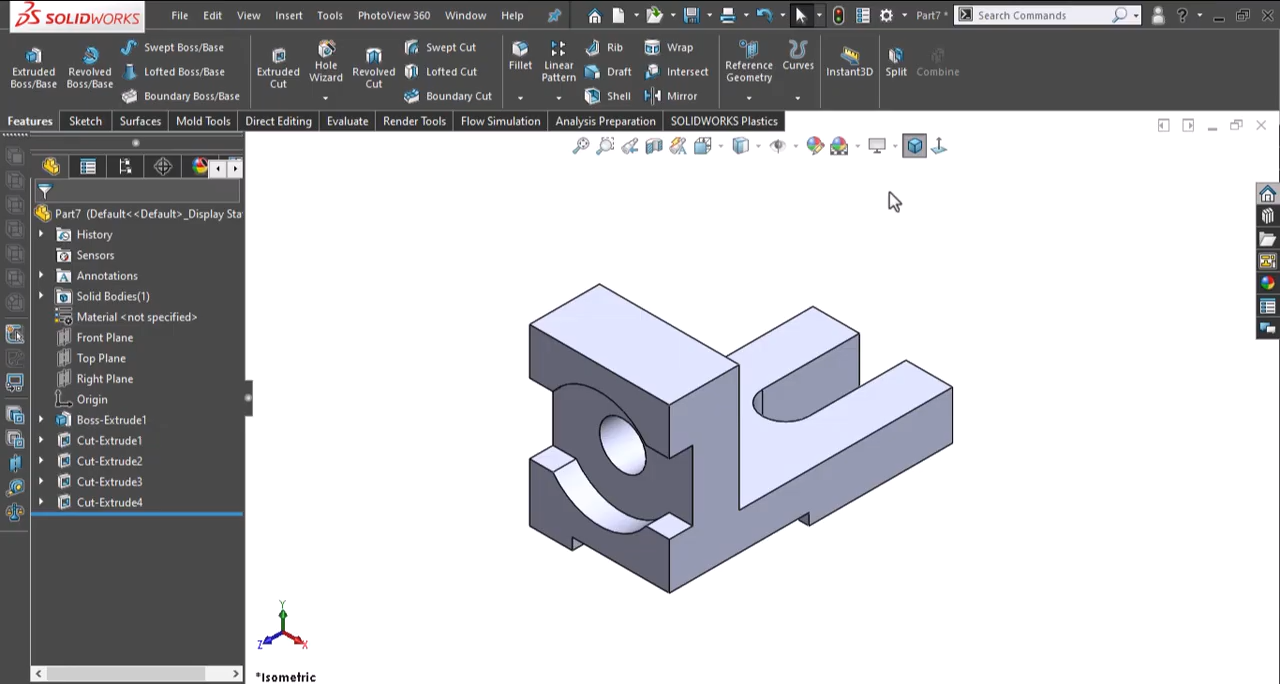 SOLIDWORKS File Edit View Insert Tools PhotoView 360 Window Help Part7 * Search Commands ?
Extruded Boss/Base
Revolved Boss/Base
Swept Boss/Base
Lofted Boss/Base
Boundary Boss/Base
Extruded Cut
Hole Wizard
Revolved Cut
Swept Cut
Lofted Cut
Boundary Cut
Fillet
Linear Pattern
Rib
Draft
Shell
Wrap
Intersect
Mirror
Reference Geometry
Curves
Instant3D
Split
Combine
Features Sketch Surfaces Mold Tools Direct Editing Evaluate Render Tools Flow Simulation Analysis Preparation SOLIDWORKS Plastics
Part7 (Default<<Default>_Display Sta
History
Sensors
Annotations
Solid Bodies(1)
Material <not specified>
Front Plane
Top Plane
Right Plane
Origin
Boss-Extrude1
Cut-Extrude1
Cut-Extrude2
Cut-Extrude3
Cut-Extrude4
Y
Z X
*Isometric